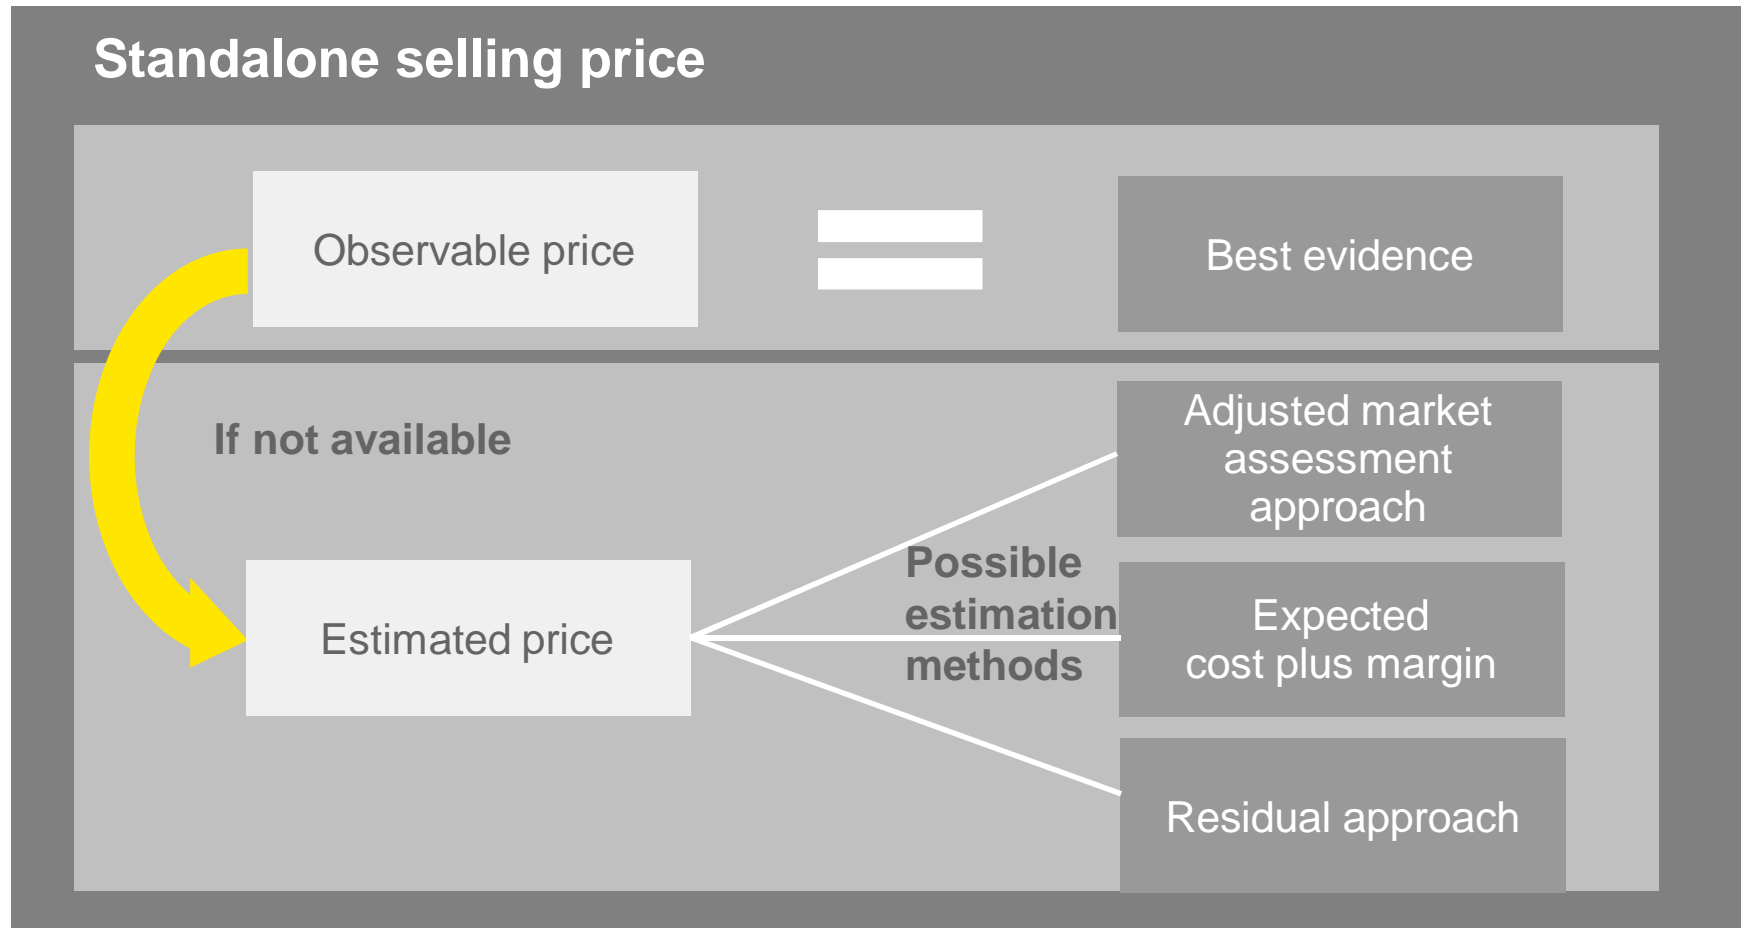 Standalone selling price
Observable price
Best evidence
If not available
Estimated price
Possible
estimation
methods
Adjusted market
assessment
approach
Expected
cost plus margin
Residual approach